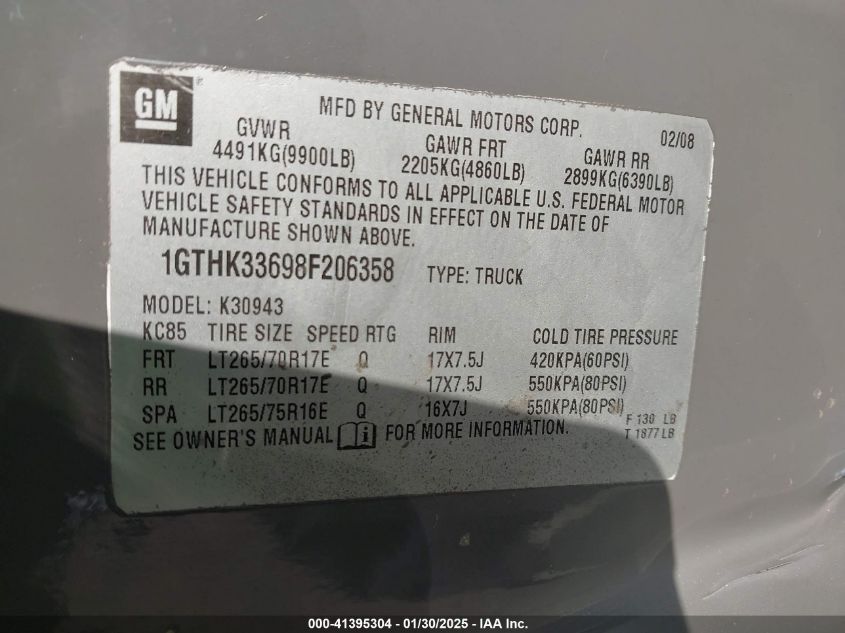 GM ®
MFD BY GENERAL MOTORS CORP. 02/08
GVWR GAWR FRT GAWR RR
4491KG(9900LB) 2205KG(4860LB) 2899KG(6390LB)
THIS VEHICLE CONFORMS TO ALL APPLICABLE U.S. FEDERAL MOTOR
VEHICLE SAFETY STANDARDS IN EFFECT ON THE DATE OF
MANUFACTURE SHOWN ABOVE.
1GTHK33698F206358 TYPE: TRUCK
MODEL: K30943
KC85 TIRE SIZE SPEED RTG RIM COLD TIRE PRESSURE
FRT LT265/70R17E Q 17X7.5J 420KPA(60PSI)
RR LT265/70R17E Q 17X7.5J 550KPA(80PSI)
SPA LT265/75R16E Q 16X7J 550KPA(80PSI)
F 130 LB
SEE OWNER'S MANUAL FOR MORE INFORMATION. T 1877 LB
000-41395304 — 01/30/2025 — IAA Inc.